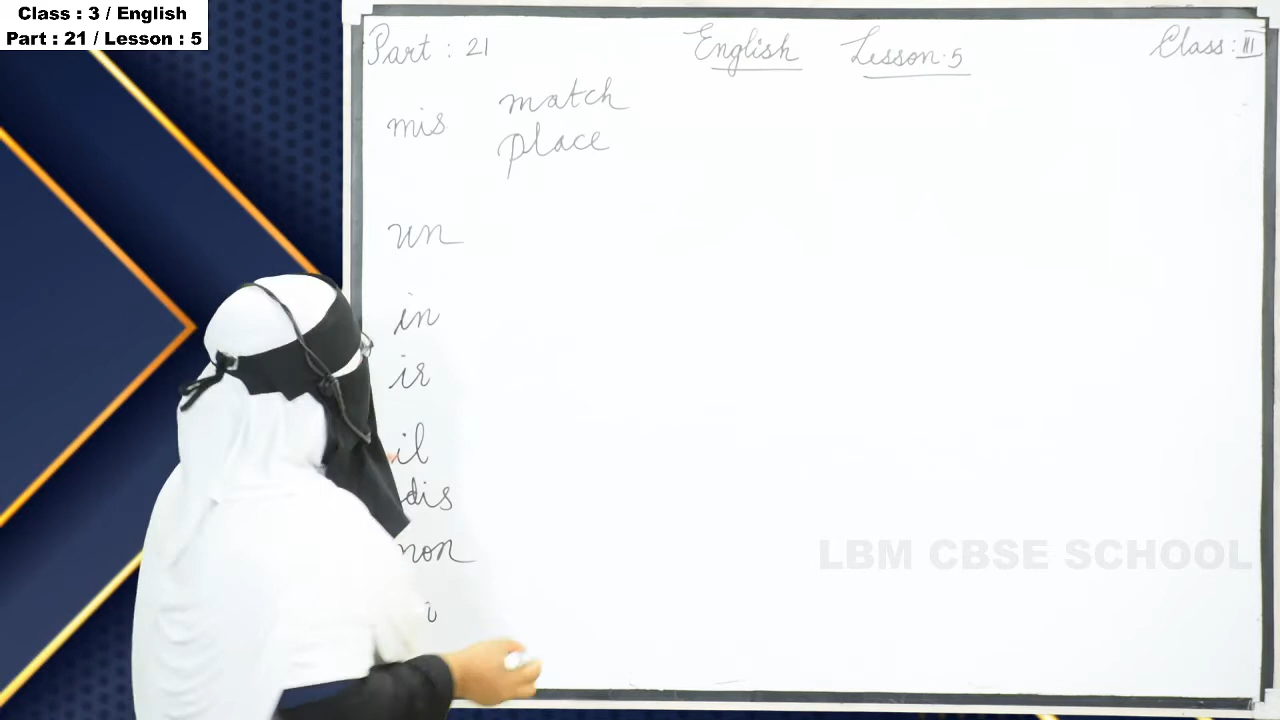 Class : 3 / English
Part : 21 / Lesson : 5
Part : 21 English Lesson.5 Class : III
mis match
place
un
in
ir
il
dis
non
LBM CBSE SCHOOL